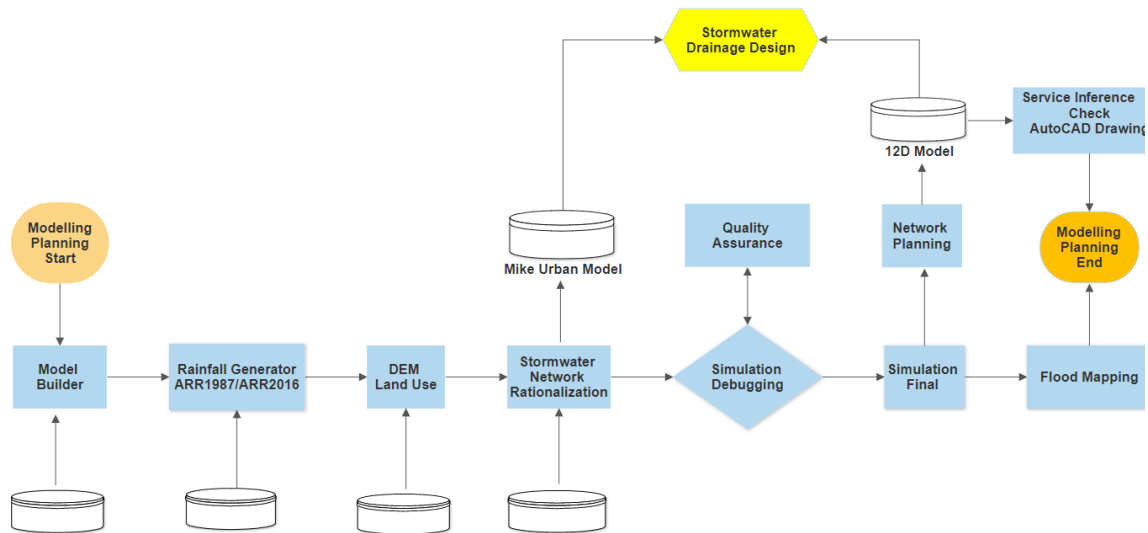 Stormwater
Drainage Design
Service Inference
Check
AutoCAD Drawing
12D Model
Modelling
Planning
Start
Quality
Assurance
Network
Planning
Modelling
Planning
End
Mike Urban Model
Model
Builder
Rainfall Generator
ARR1987/ARR2016
DEM
Land Use
Stormwater
Network
Rationalization
Simulation
Debugging
Simulation
Final
Flood Mapping